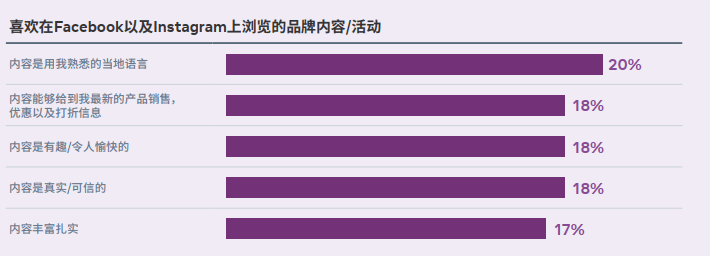 喜欢在Facebook以及Instagram上浏览的品牌内容/活动
内容是用我熟悉的当地语言
20%
内容能够给到我最新的产品销售，
优惠以及打折信息
18%
内容是有趣/令人愉快的
18%
内容是真实/可信的
18%
内容丰富扎实
17%